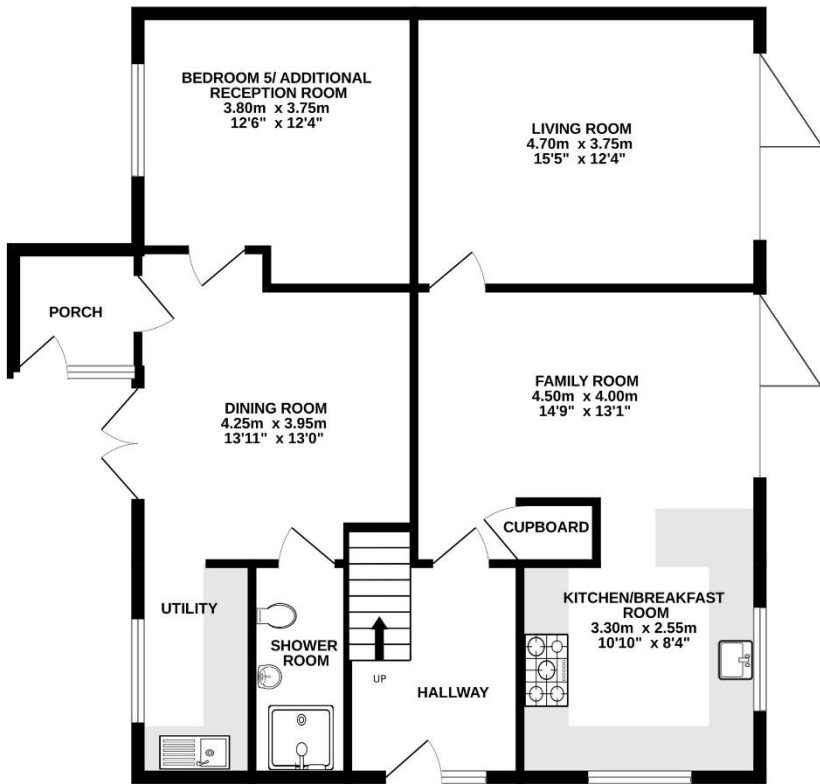 BEDROOM 5/ ADDITIONAL
RECEPTION ROOM
3.80m x 3.75m
12'6" x 12'4"
LIVING ROOM
4.70m x 3.75m
15'5" x 12'4"
PORCH
DINING ROOM
4.25m x 3.95m
13'11" x 13'0"
FAMILY ROOM
4.50m x 4.00m
14'9" x 13'1"
CUPBOARD
UTILITY
SHOWER
ROOM
UP
HALLWAY
KITCHEN/BREAKFAST
ROOM
3.30m x 2.55m
10'10" x 8'4"